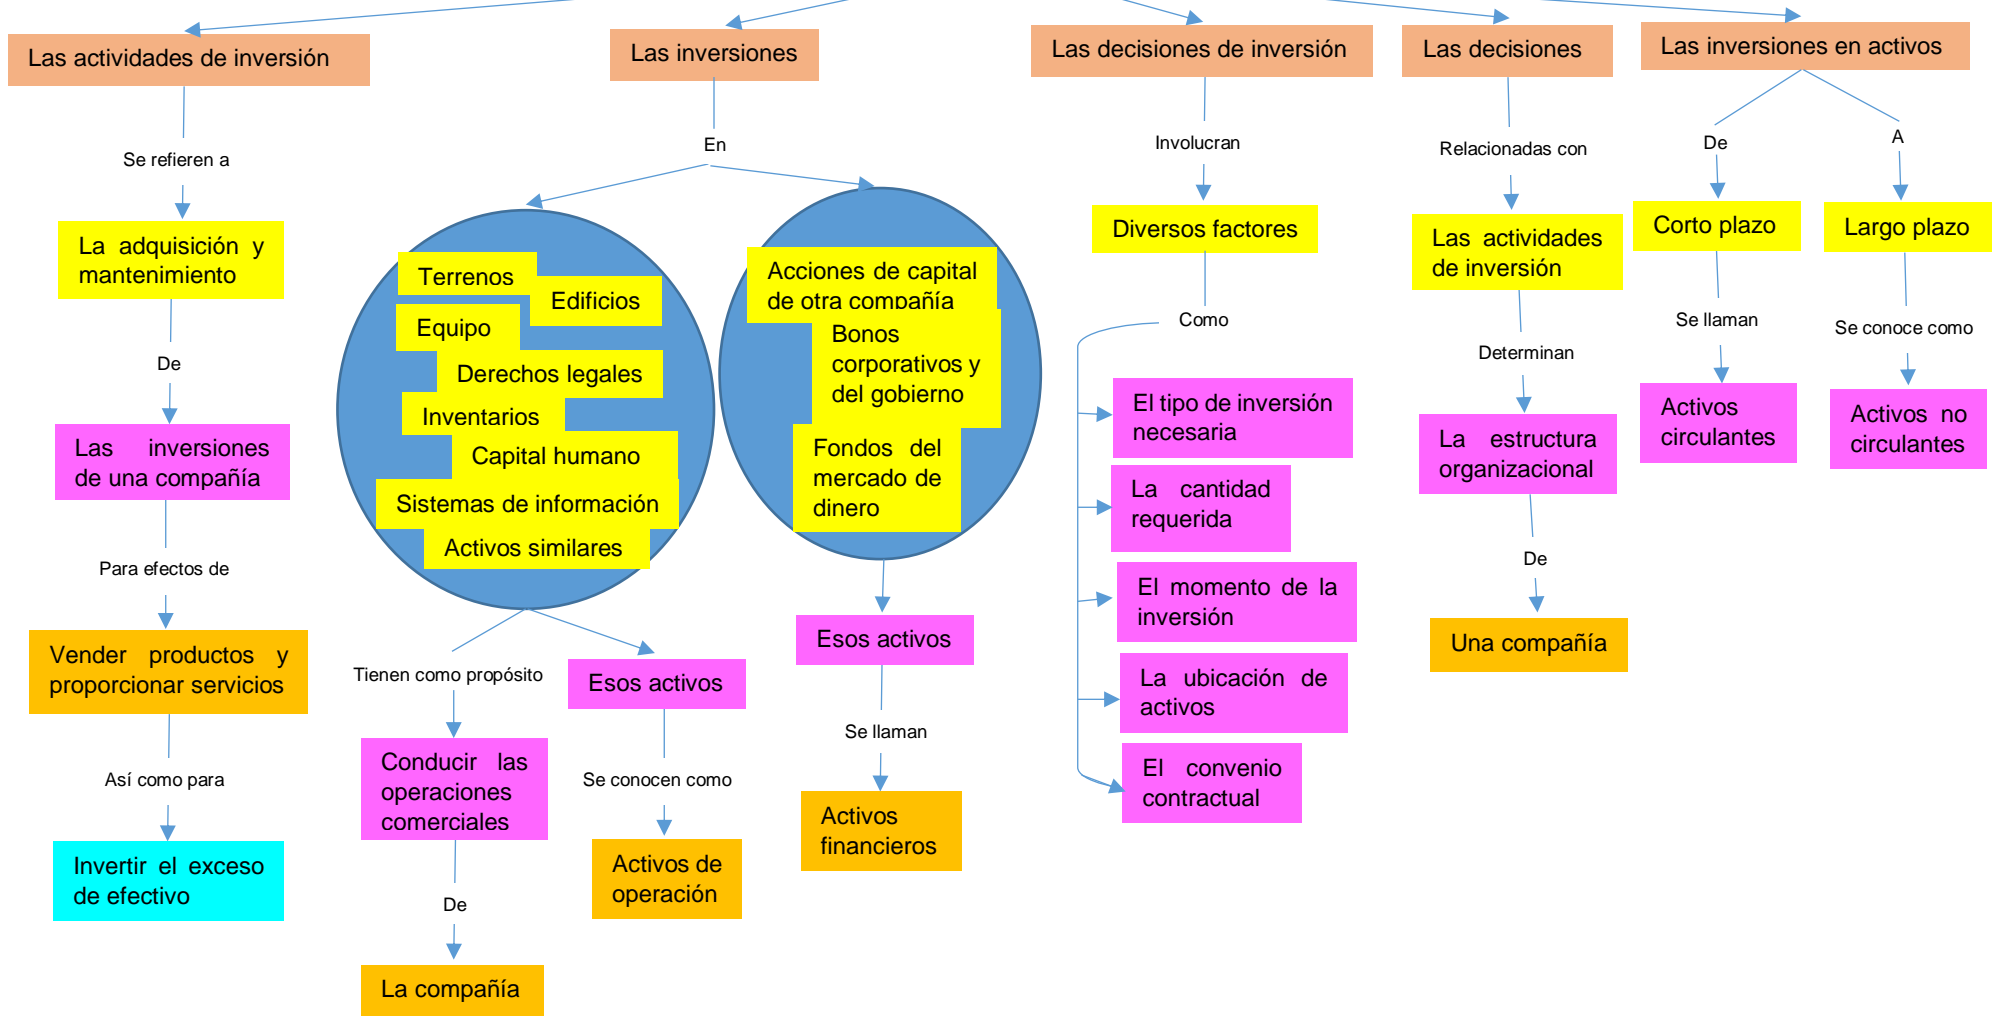 Las actividades de inversión
Se refieren a
La adquisición y
mantenimiento
De
Las inversiones
de una compañía
Para efectos de
Vender productos y
proporcionar servicios
Así como para
Invertir el exceso
de efectivo
Las inversiones
En
Terrenos
Edificios
Equipo
Derechos legales
Inventarios
Capital humano
Sistemas de información
Activos similares
Tienen como propósito
Conducir las
operaciones
comerciales
De
La compañía
Esos activos
Se conocen como
Activos de
operación
Acciones de capital
de otra compañía
Bonos
corporativos y
del gobierno
Fondos del
mercado de
dinero
Esos activos
Se llaman
Activos
financieros
Las decisiones de inversión
Involucran
Diversos factores
Como
El tipo de inversión
necesaria
La cantidad
requerida
El momento de la
inversión
La ubicación de
activos
El convenio
contractual
Las decisiones
Relacionadas con
Las actividades
de inversión
Determinan
La estructura
organizacional
De
Una compañía
Las inversiones en activos
De
Corto plazo
Se llaman
Activos
circulantes
A
Largo plazo
Se conoce como
Activos no
circulantes